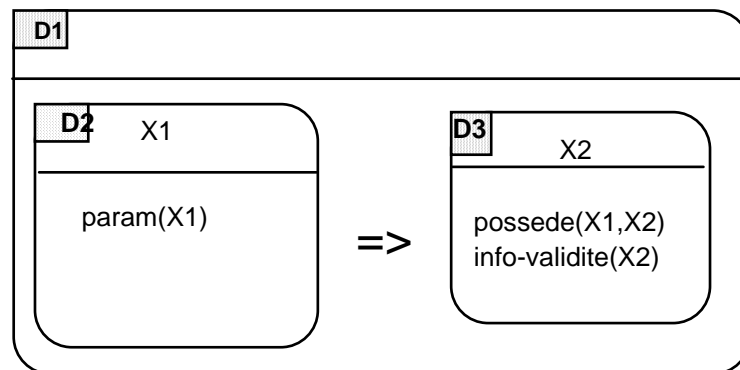 D1
D2
X1
param(X1)
=>
D3
X2
possede(X1,X2)
info-validite(X2)